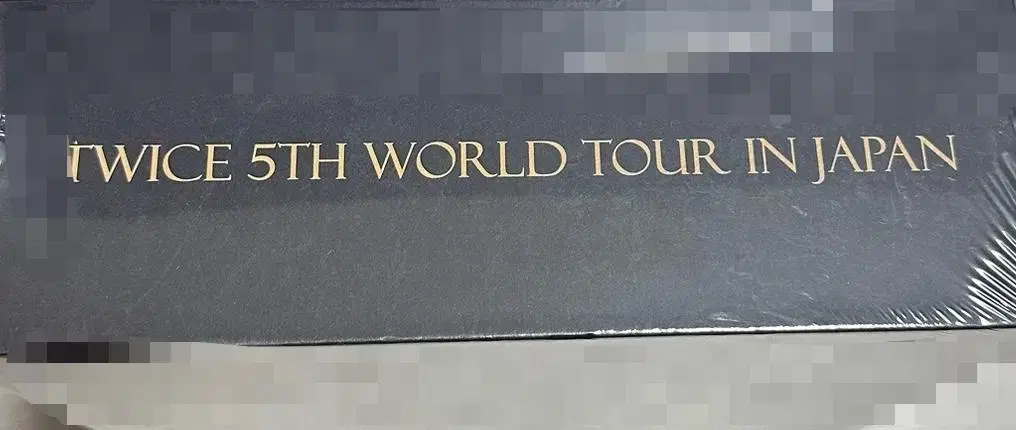 TWICE 5TH WORLD TOUR IN JAPAN